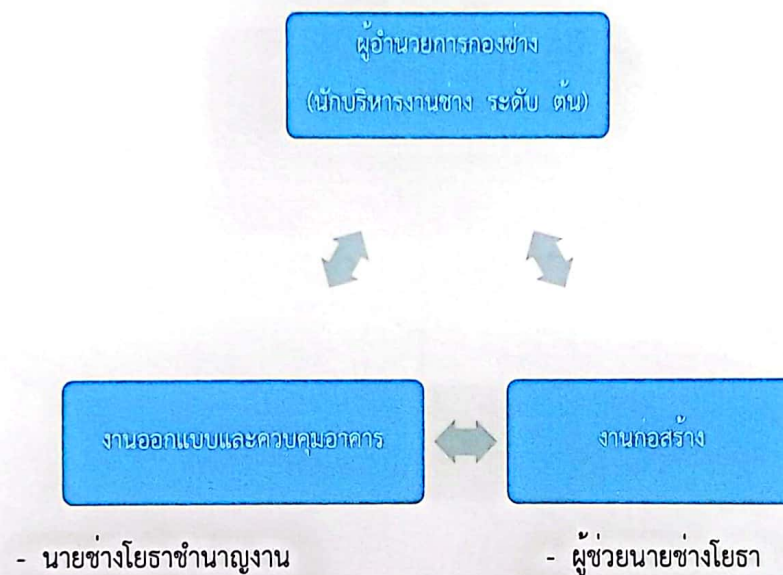 ผู้อำนวยการกองช่าง
(นักบริหารงานช่าง ระดับ ต้น)
งานออกแบบและควบคุมอาคาร
งานก่อสร้าง
- นายช่างโยธาชำนาญงาน
- ผู้ช่วยนายช่างโยธา